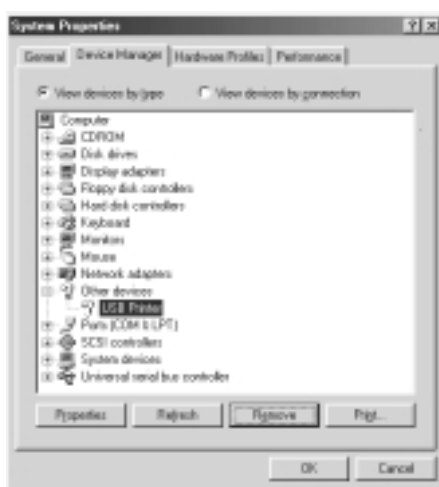 System Properties
General Device Manager Hardware Profiles Performance
View devices by type View devices by connection
Computer
CDROM
Disk drives
Display adapters
Floppy disk controllers
Hard disk controllers
Keyboard
Monitors
Mouse
Network adapters
Other devices
USB Printer
Ports (COM & LPT)
SCSI controllers
System devices
Universal serial bus controller
Properties Refresh Remove Print...
OK Cancel